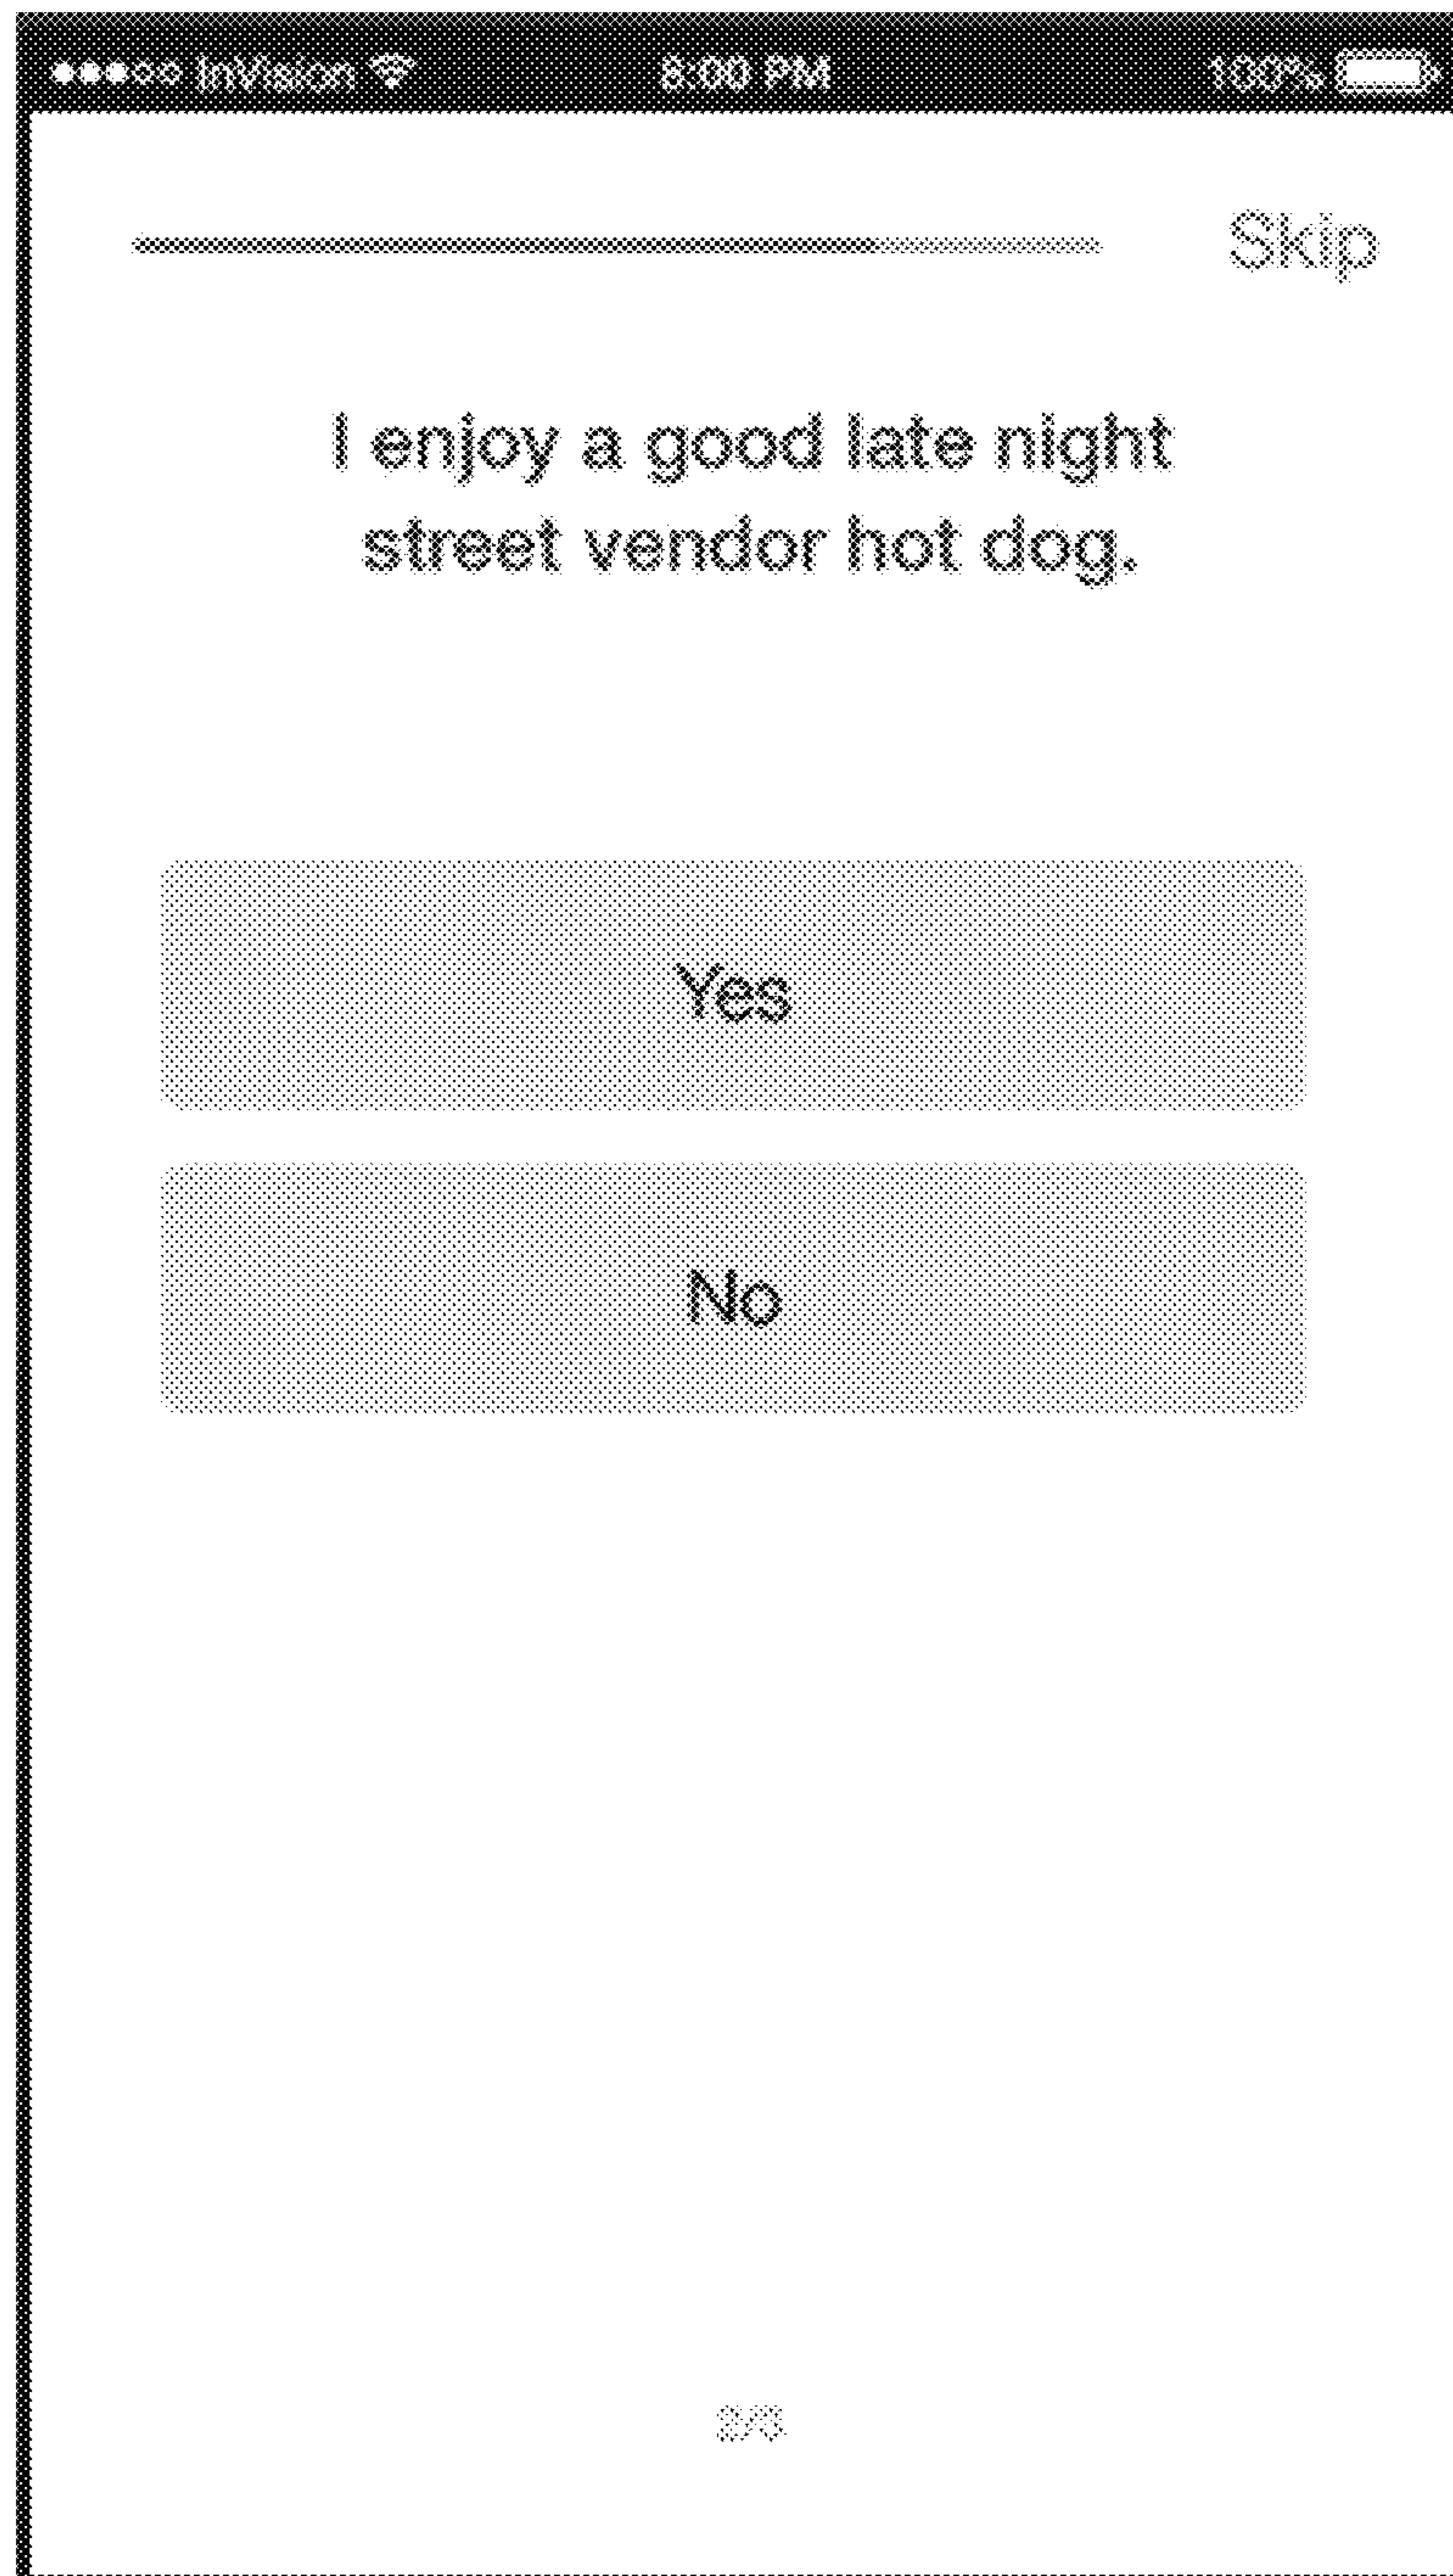 InVision 8:00 PM 100%
Skip
I enjoy a good late night
street vendor hot dog.
Yes
No